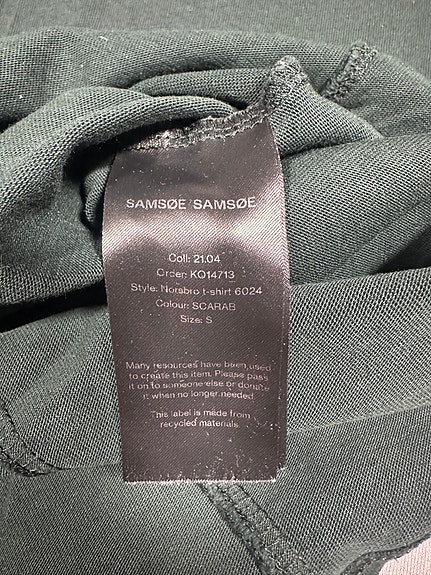 SAMSØE SAMSØE
Coll: 21.04
Order: KO14713
Style: Norsbro t-shirt 6024
Colour: SCARAB
Size: S
Many resources have been used
to create this item. Please pass
it on to someone else or donate
it when no longer needed.
This label is made from
recycled materials.